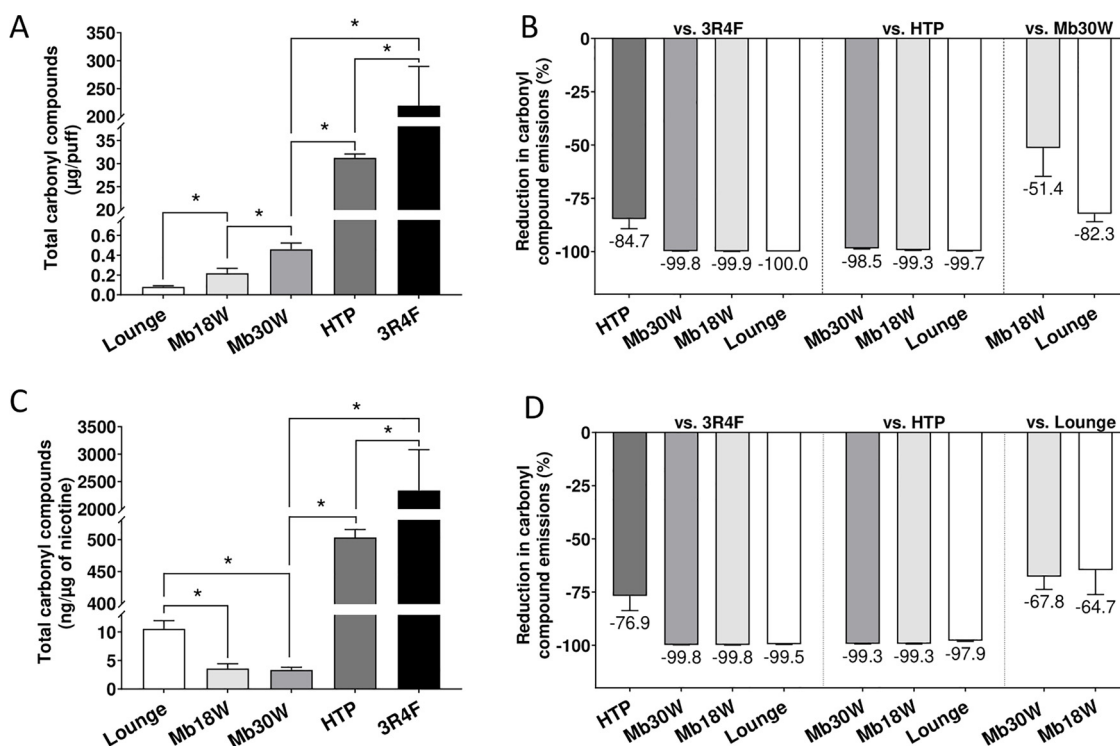 A
Total carbonyl compounds
(µg/puff)
350
300
250
200
35
30
25
20
0.6
0.4
0.2
0.0
*
*
*
*
*
Lounge
Mb18W
Mb30W
HTP
3R4F
B
vs. 3R4F
vs. HTP
vs. Mb30W
Reduction in carbonyl
compound emissions (%)
0
-25
-50
-75
-100
-84.7
-99.8
-99.9
-100.0
-98.5
-99.3
-99.7
-51.4
-82.3
HTP
Mb30W
Mb18W
Lounge
Mb30W
Mb18W
Lounge
Mb18W
Lounge
C
Total carbonyl compounds
(ng/µg of nicotine)
3500
3000
2500
2000
500
450
400
10
5
0
*
*
*
*
*
Lounge
Mb18W
Mb30W
HTP
3R4F
D
vs. 3R4F
vs. HTP
vs. Lounge
Reduction in carbonyl
compound emissions (%)
0
-25
-50
-75
-100
-76.9
-99.8
-99.8
-99.5
-99.3
-99.3
-97.9
-67.8
-64.7
HTP
Mb30W
Mb18W
Lounge
Mb30W
Mb18W
Lounge
Mb30W
Mb18W